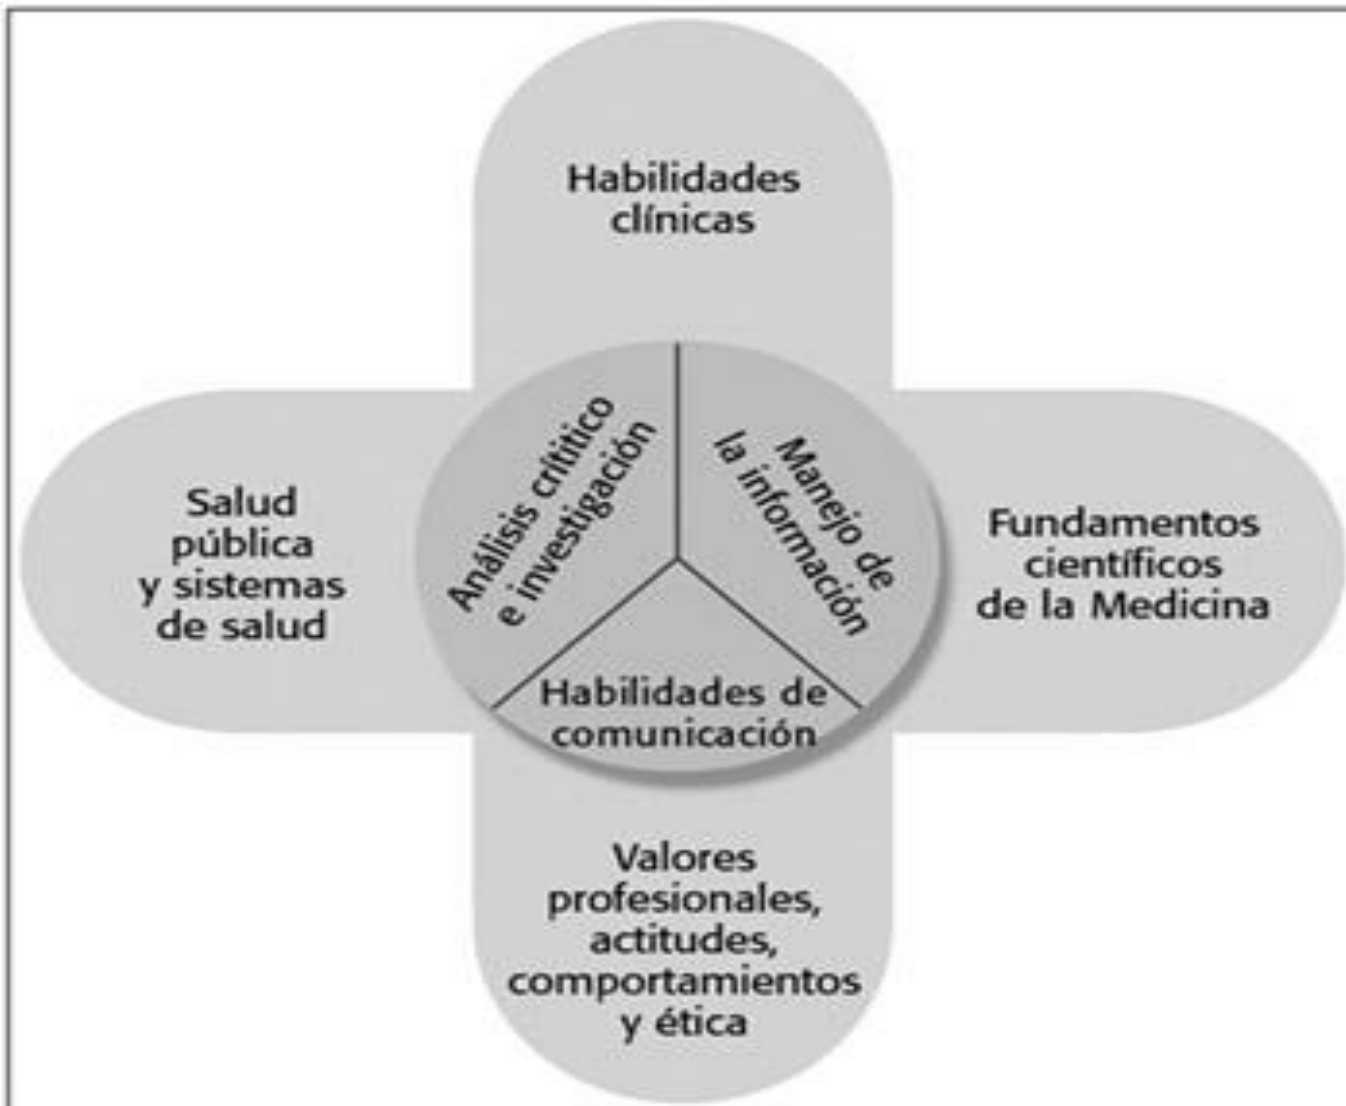 Habilidades
clínicas
Análisis crítitico
e investigación
Manejo de
la información
Salud
pública
y sistemas
de salud
Fundamentos
científicos
de la Medicina
Habilidades de
comunicación
Valores
profesionales,
actitudes,
comportamientos
y ética